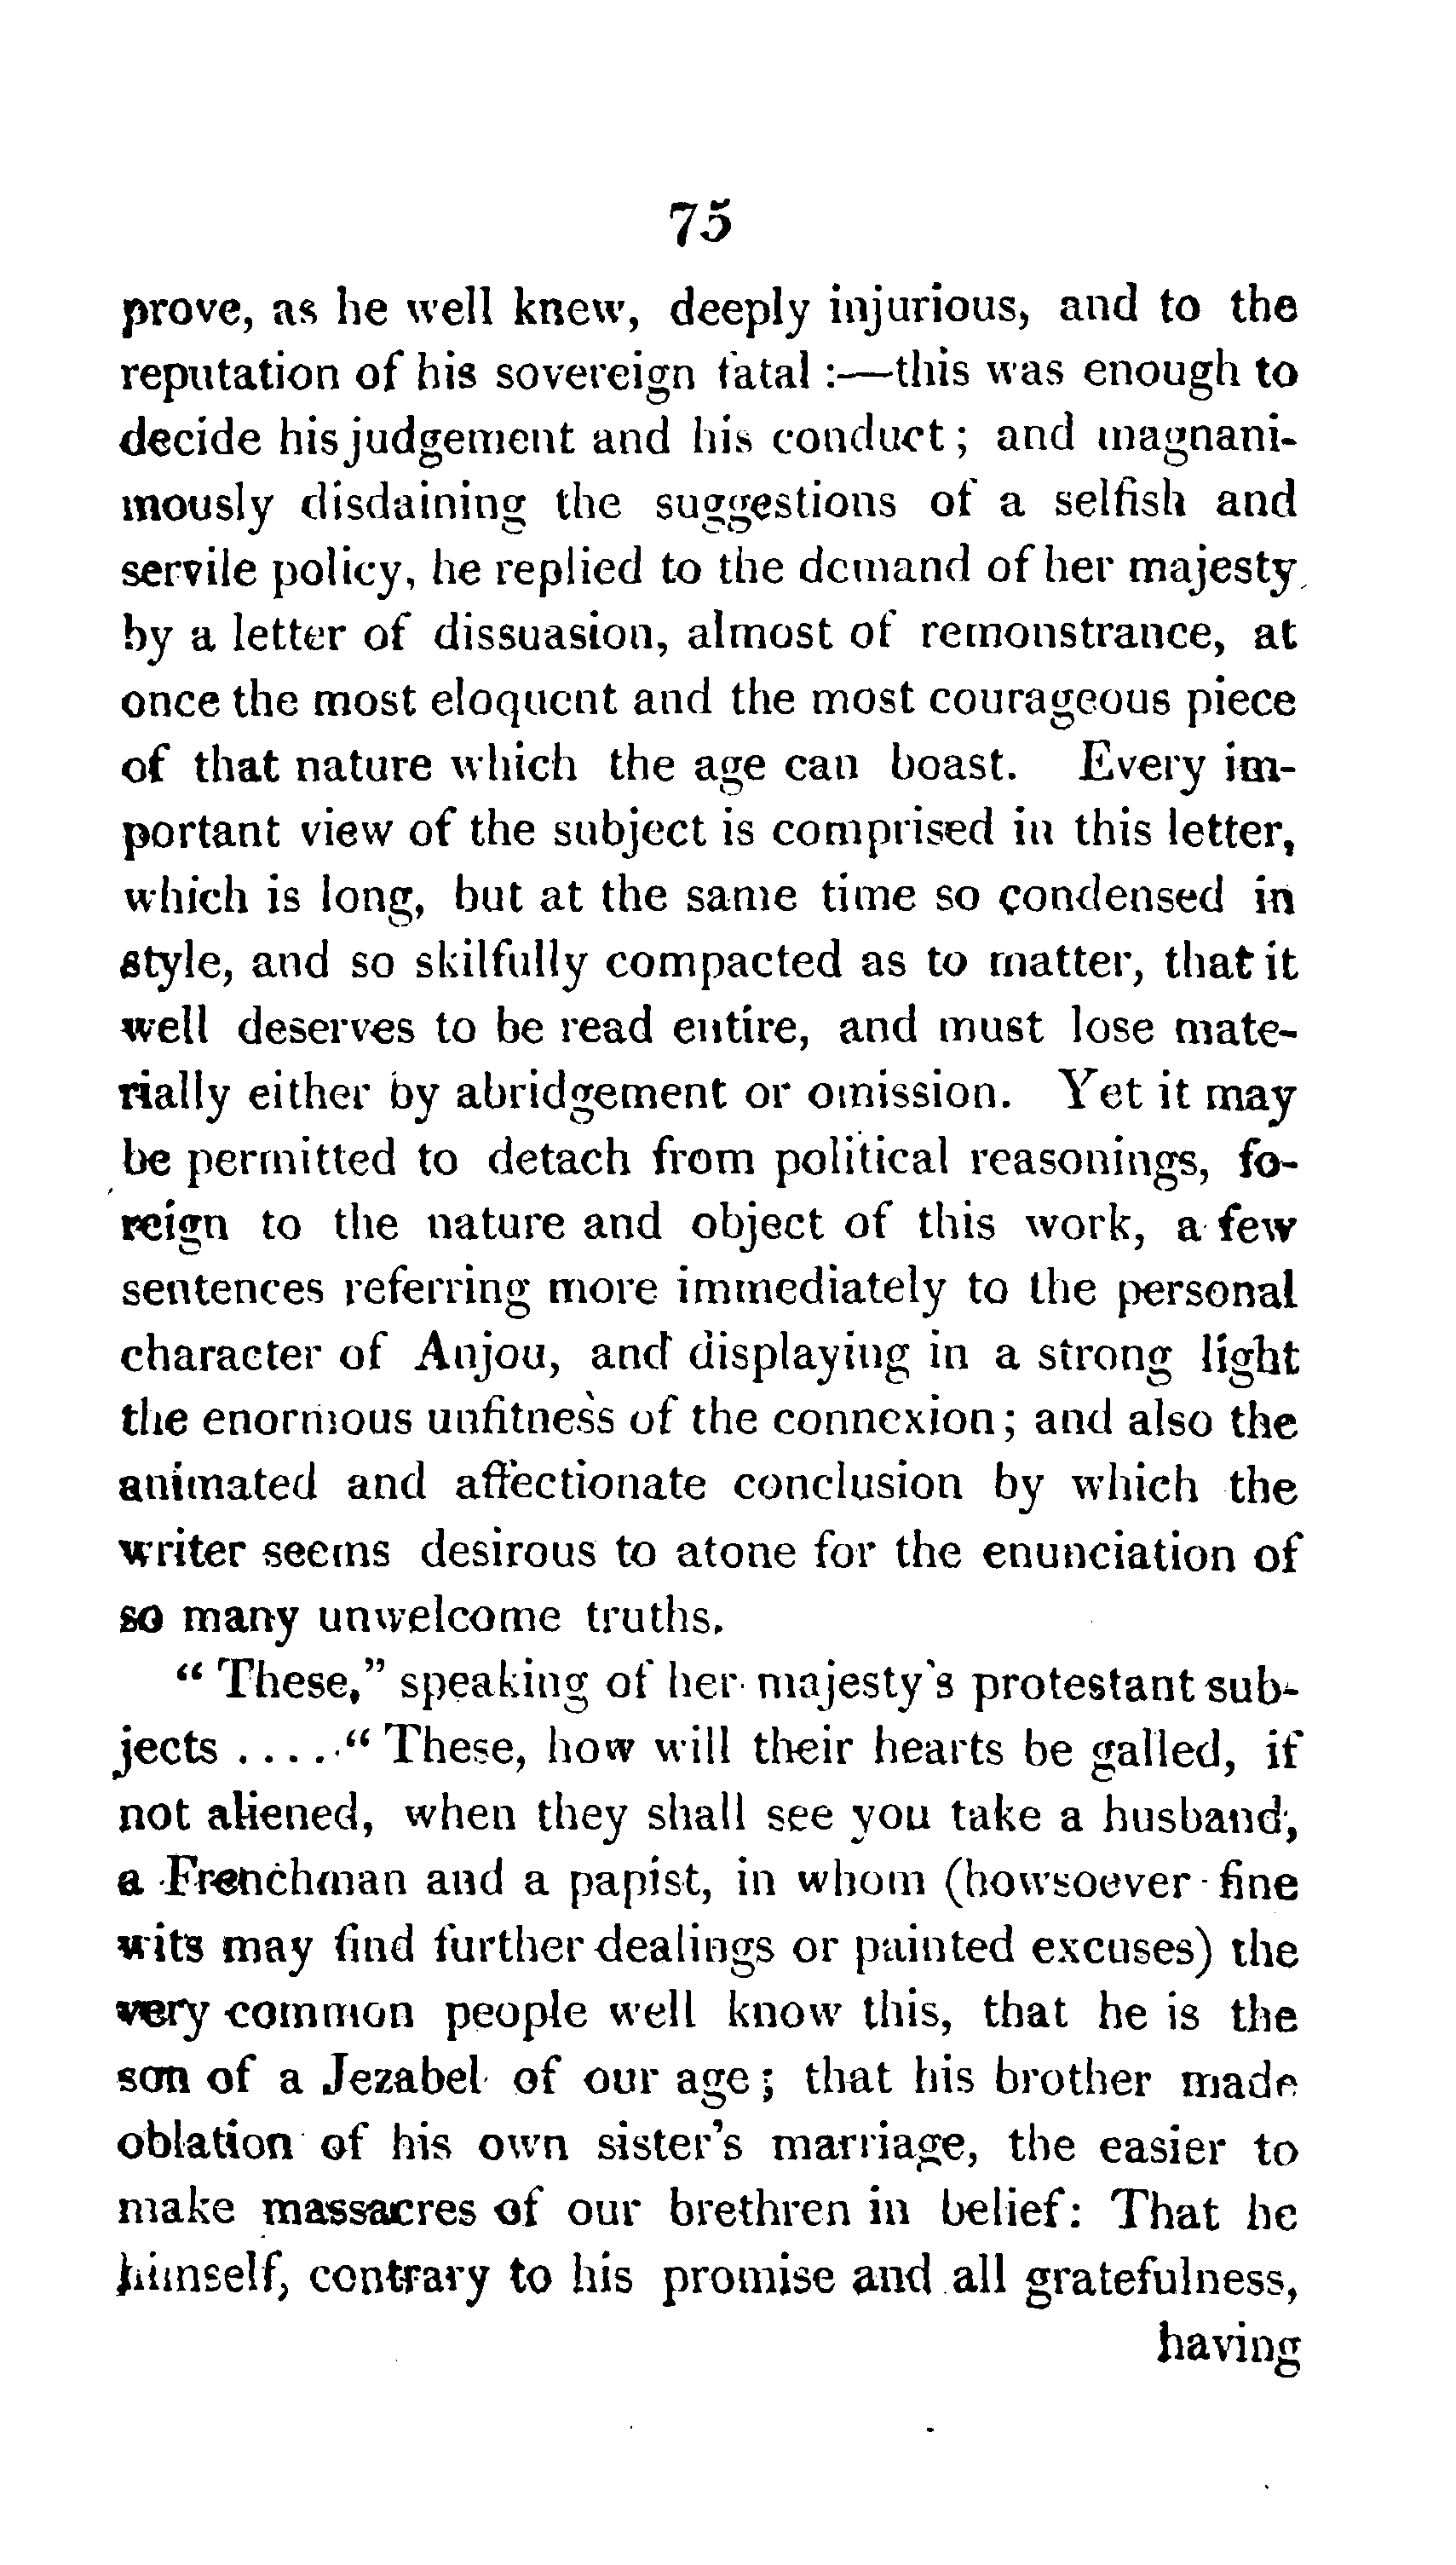 75
prove, as he well knew, deeply injurious, and to the
reputation of his sovereign fatal :—this was enough to
decide his judgement and his conduct ; and magnani-
mously disdaining the suggestions of a selfish and
servile policy, he replied to the demand of her majesty
by a letter of dissuasion, almost of remonstrance, at
once the most eloquent and the most courageous piece
of that nature which the age can boast. Every im-
portant view of the subject is comprised in this letter,
which is long, but at the same time so condensed in
style, and so skilfully compacted as to matter, that it
well deserves to be read entire, and must lose mate-
rially either by abridgement or omission. Yet it may
be permitted to detach from political reasonings, fo-
reign to the nature and object of this work, a few
sentences referring more immediately to the personal
character of Anjou, and displaying in a strong light
the enormous unfitness of the connexion ; and also the
animated and affectionate conclusion by which the
writer seems desirous to atone for the enunciation of
so many unwelcome truths.
“ These,” speaking of her majesty's protestant sub-
jects . . . . .“ These, how will their hearts be galled, if
not aliened, when they shall see you take a husband,
a Frenchman and a papist, in whom (howsoever fine
wits may find further dealings or painted excuses) the
very common people well know this, that he is the
son of a Jezabel of our age ; that his brother made
oblation of his own sister's marriage, the easier to
make massacres of our brethren in belief : That he
himself, contrary to his promise and all gratefulness,
having